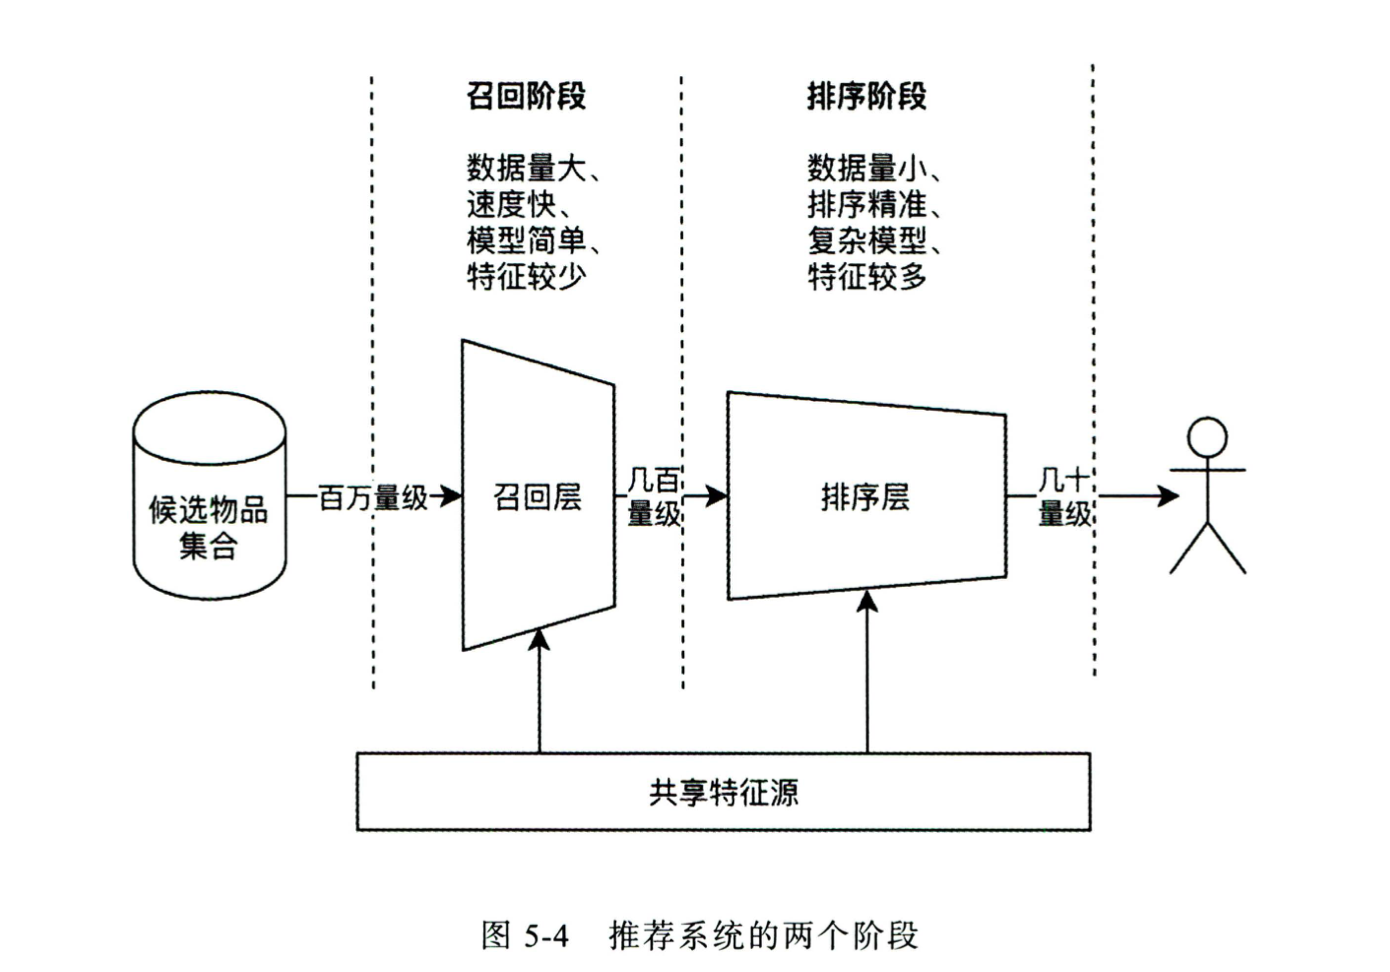 召回阶段
数据量大、
速度快、
模型简单、
特征较少
排序阶段
数据量小、
排序精准、
复杂模型、
特征较多
候选物品
集合
百万量级
召回层
几百
量级
排序层
几十
量级
共享特征源
图 5-4 推荐系统的两个阶段